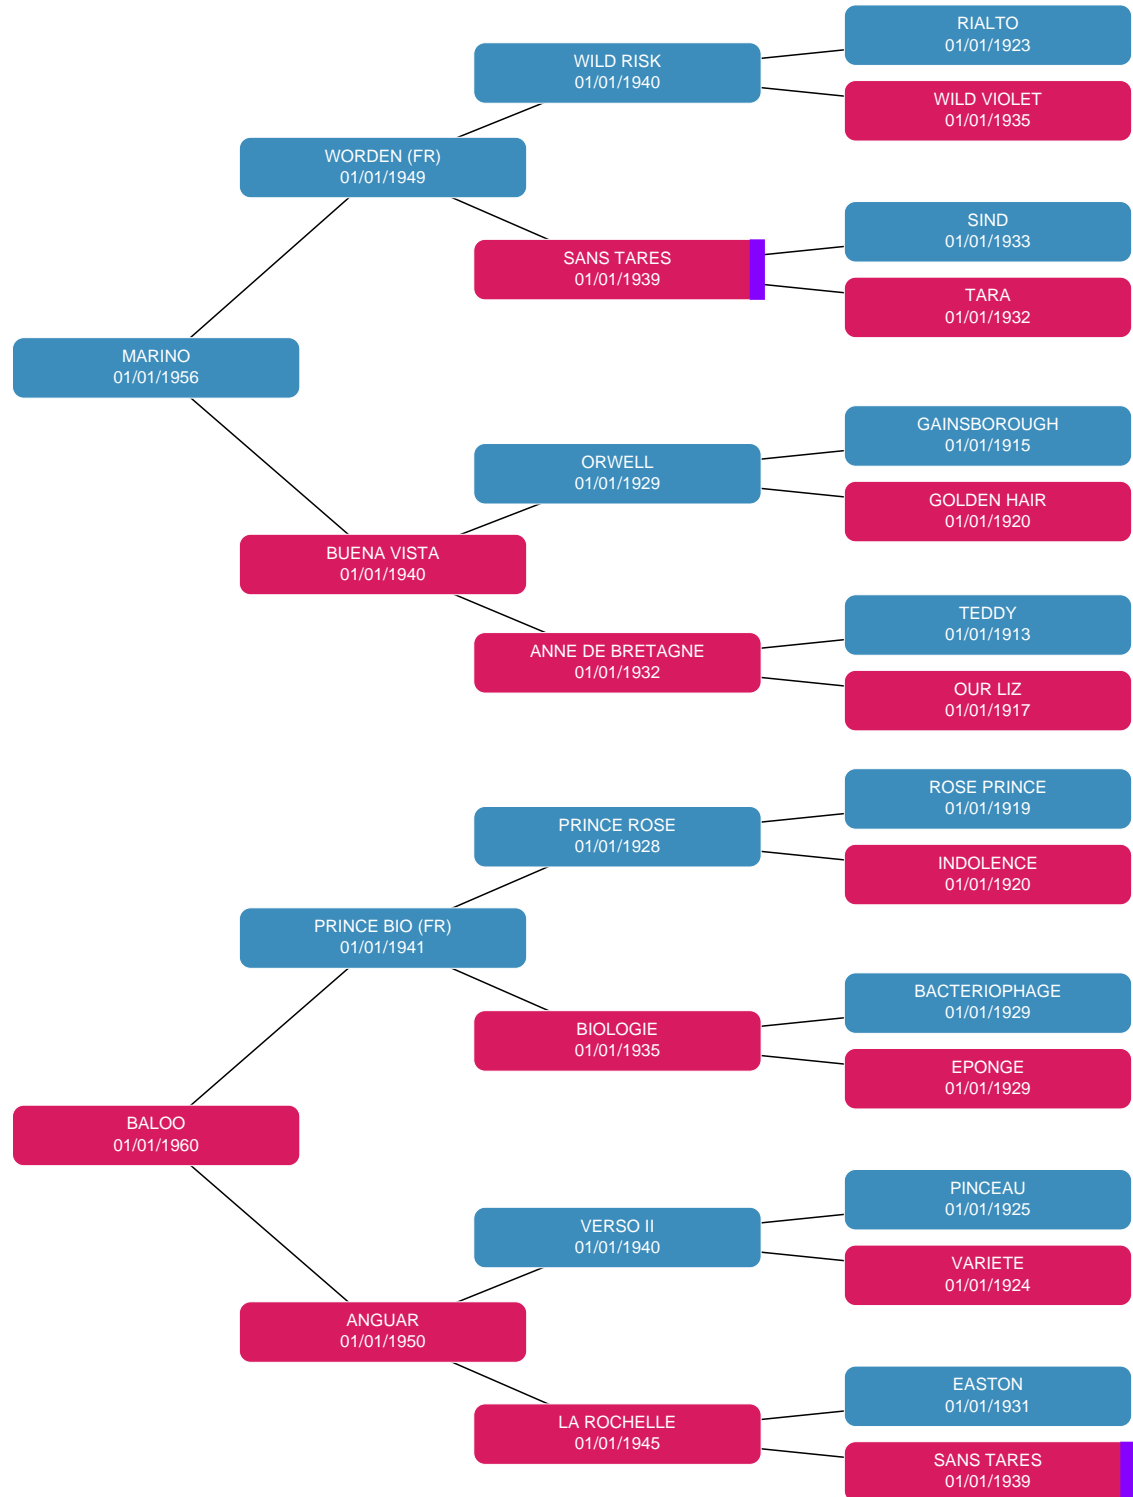 RIALTO
01/01/1923
WILD RISK
01/01/1940
WILD VIOLET
01/01/1935
WORDEN (FR)
01/01/1949
SIND
01/01/1933
SANS TARES
01/01/1939
TARA
01/01/1932
MARINO
01/01/1956
GAINSBOROUGH
01/01/1915
ORWELL
01/01/1929
GOLDEN HAIR
01/01/1920
BUENA VISTA
01/01/1940
TEDDY
01/01/1913
ANNE DE BRETAGNE
01/01/1932
OUR LIZ
01/01/1917
ROSE PRINCE
01/01/1919
PRINCE ROSE
01/01/1928
INDOLENCE
01/01/1920
PRINCE BIO (FR)
01/01/1941
BACTERIOPHAGE
01/01/1929
BIOLOGIE
01/01/1935
EPONGE
01/01/1929
BALOO
01/01/1960
PINCEAU
01/01/1925
VERSO II
01/01/1940
VARIETE
01/01/1924
ANGUAR
01/01/1950
EASTON
01/01/1931
LA ROCHELLE
01/01/1945
SANS TARES
01/01/1939